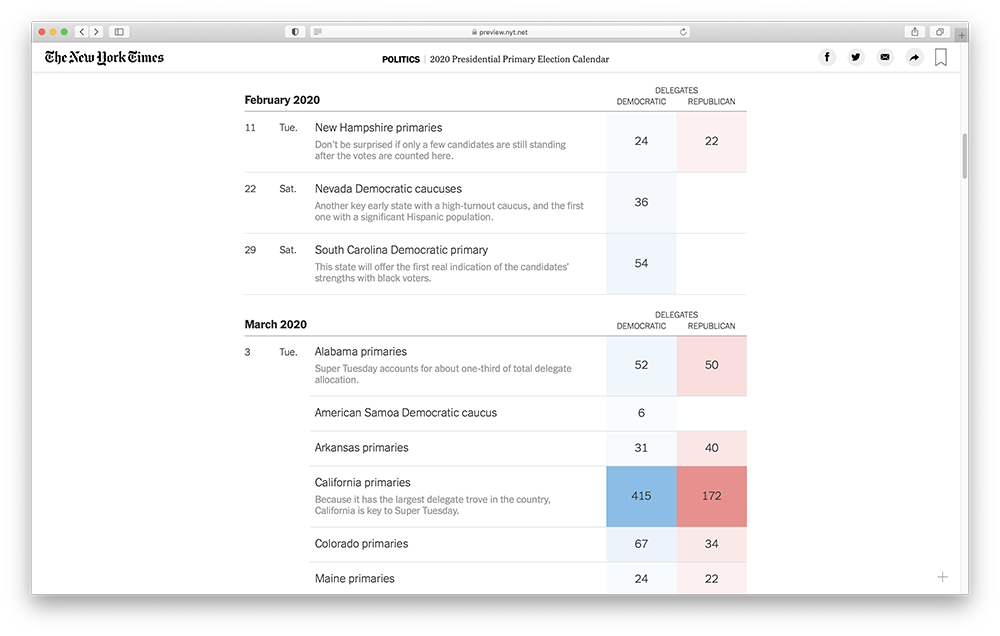 preview.nyt.net
The New York Times
POLITICS | 2020 Presidential Primary Election Calendar
DELEGATES
February 2020 DEMOCRATIC REPUBLICAN
11 Tue. New Hampshire primaries 24 22
Don't be surprised if only a few candidates are still standing
after the votes are counted here.
22 Sat. Nevada Democratic caucuses 36
Another key early state with a high-turnout caucus, and the first
one with a significant Hispanic population.
29 Sat. South Carolina Democratic primary 54
This state will offer the first real indication of the candidates'
strengths with black voters.
DELEGATES
March 2020 DEMOCRATIC REPUBLICAN
3 Tue. Alabama primaries 52 50
Super Tuesday accounts for about one-third of total delegate
allocation.
American Samoa Democratic caucus 6
Arkansas primaries 31 40
California primaries 415 172
Because it has the largest delegate trove in the country,
California is key to Super Tuesday.
Colorado primaries 67 34
Maine primaries 24 22